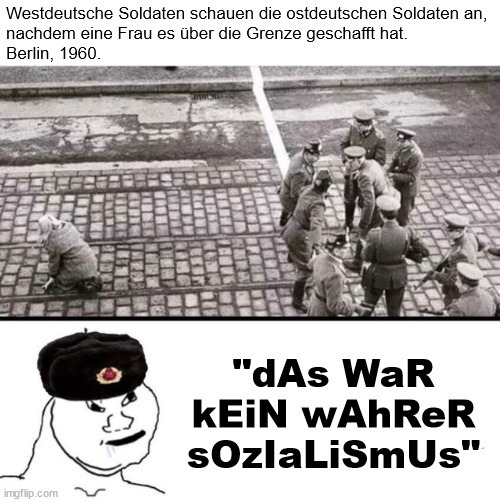 Westdeutsche Soldaten schauen die ostdeutschen Soldaten an,
nachdem eine Frau es über die Grenze geschafft hat.
Berlin, 1960.
"dAs WaR
kEiN wAhReR
sOzIaLiSmUs"
imgflip.com